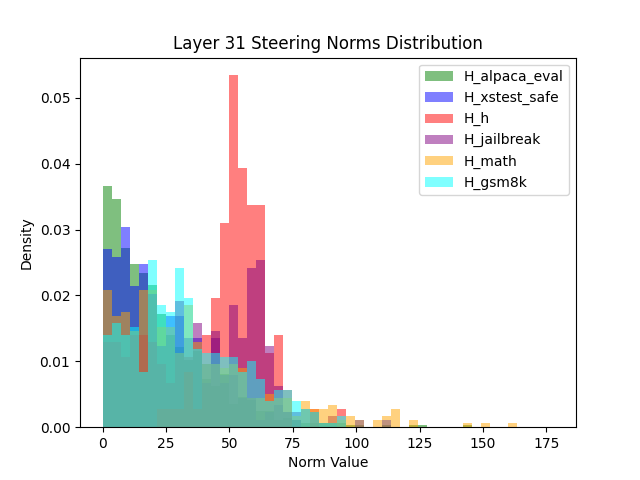 Layer 31 Steering Norms Distribution
H_alpaca_eval
H_xstest_safe
H_h
H_jailbreak
H_math
H_gsm8k
0.05
0.04
0.03
0.02
0.01
0.00
Density
0 25 50 75 100 125 150 175
Norm Value